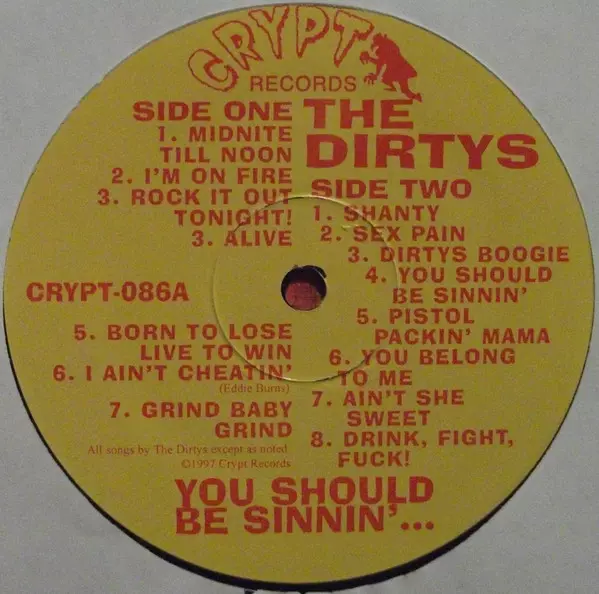 CRYPT
RECORDS
SIDE ONE
1. MIDNITE
TILL NOON
2. I'M ON FIRE
3. ROCK IT OUT
TONIGHT!
3. ALIVE
CRYPT-086A
5. BORN TO LOSE
LIVE TO WIN
6. I AIN'T CHEATIN'
(Eddie Burns)
7. GRIND BABY
GRIND
All songs by The Dirtys except as noted
©1997 Crypt Records
THE
DIRTYS
SIDE TWO
1. SHANTY
2. SEX PAIN
3. DIRTYS BOOGIE
4. YOU SHOULD
BE SINNIN'
5. PISTOL
PACKIN' MAMA
6. YOU BELONG
TO ME
7. AIN'T SHE
SWEET
8. DRINK, FIGHT,
FUCK!
YOU SHOULD
BE SINNIN'...